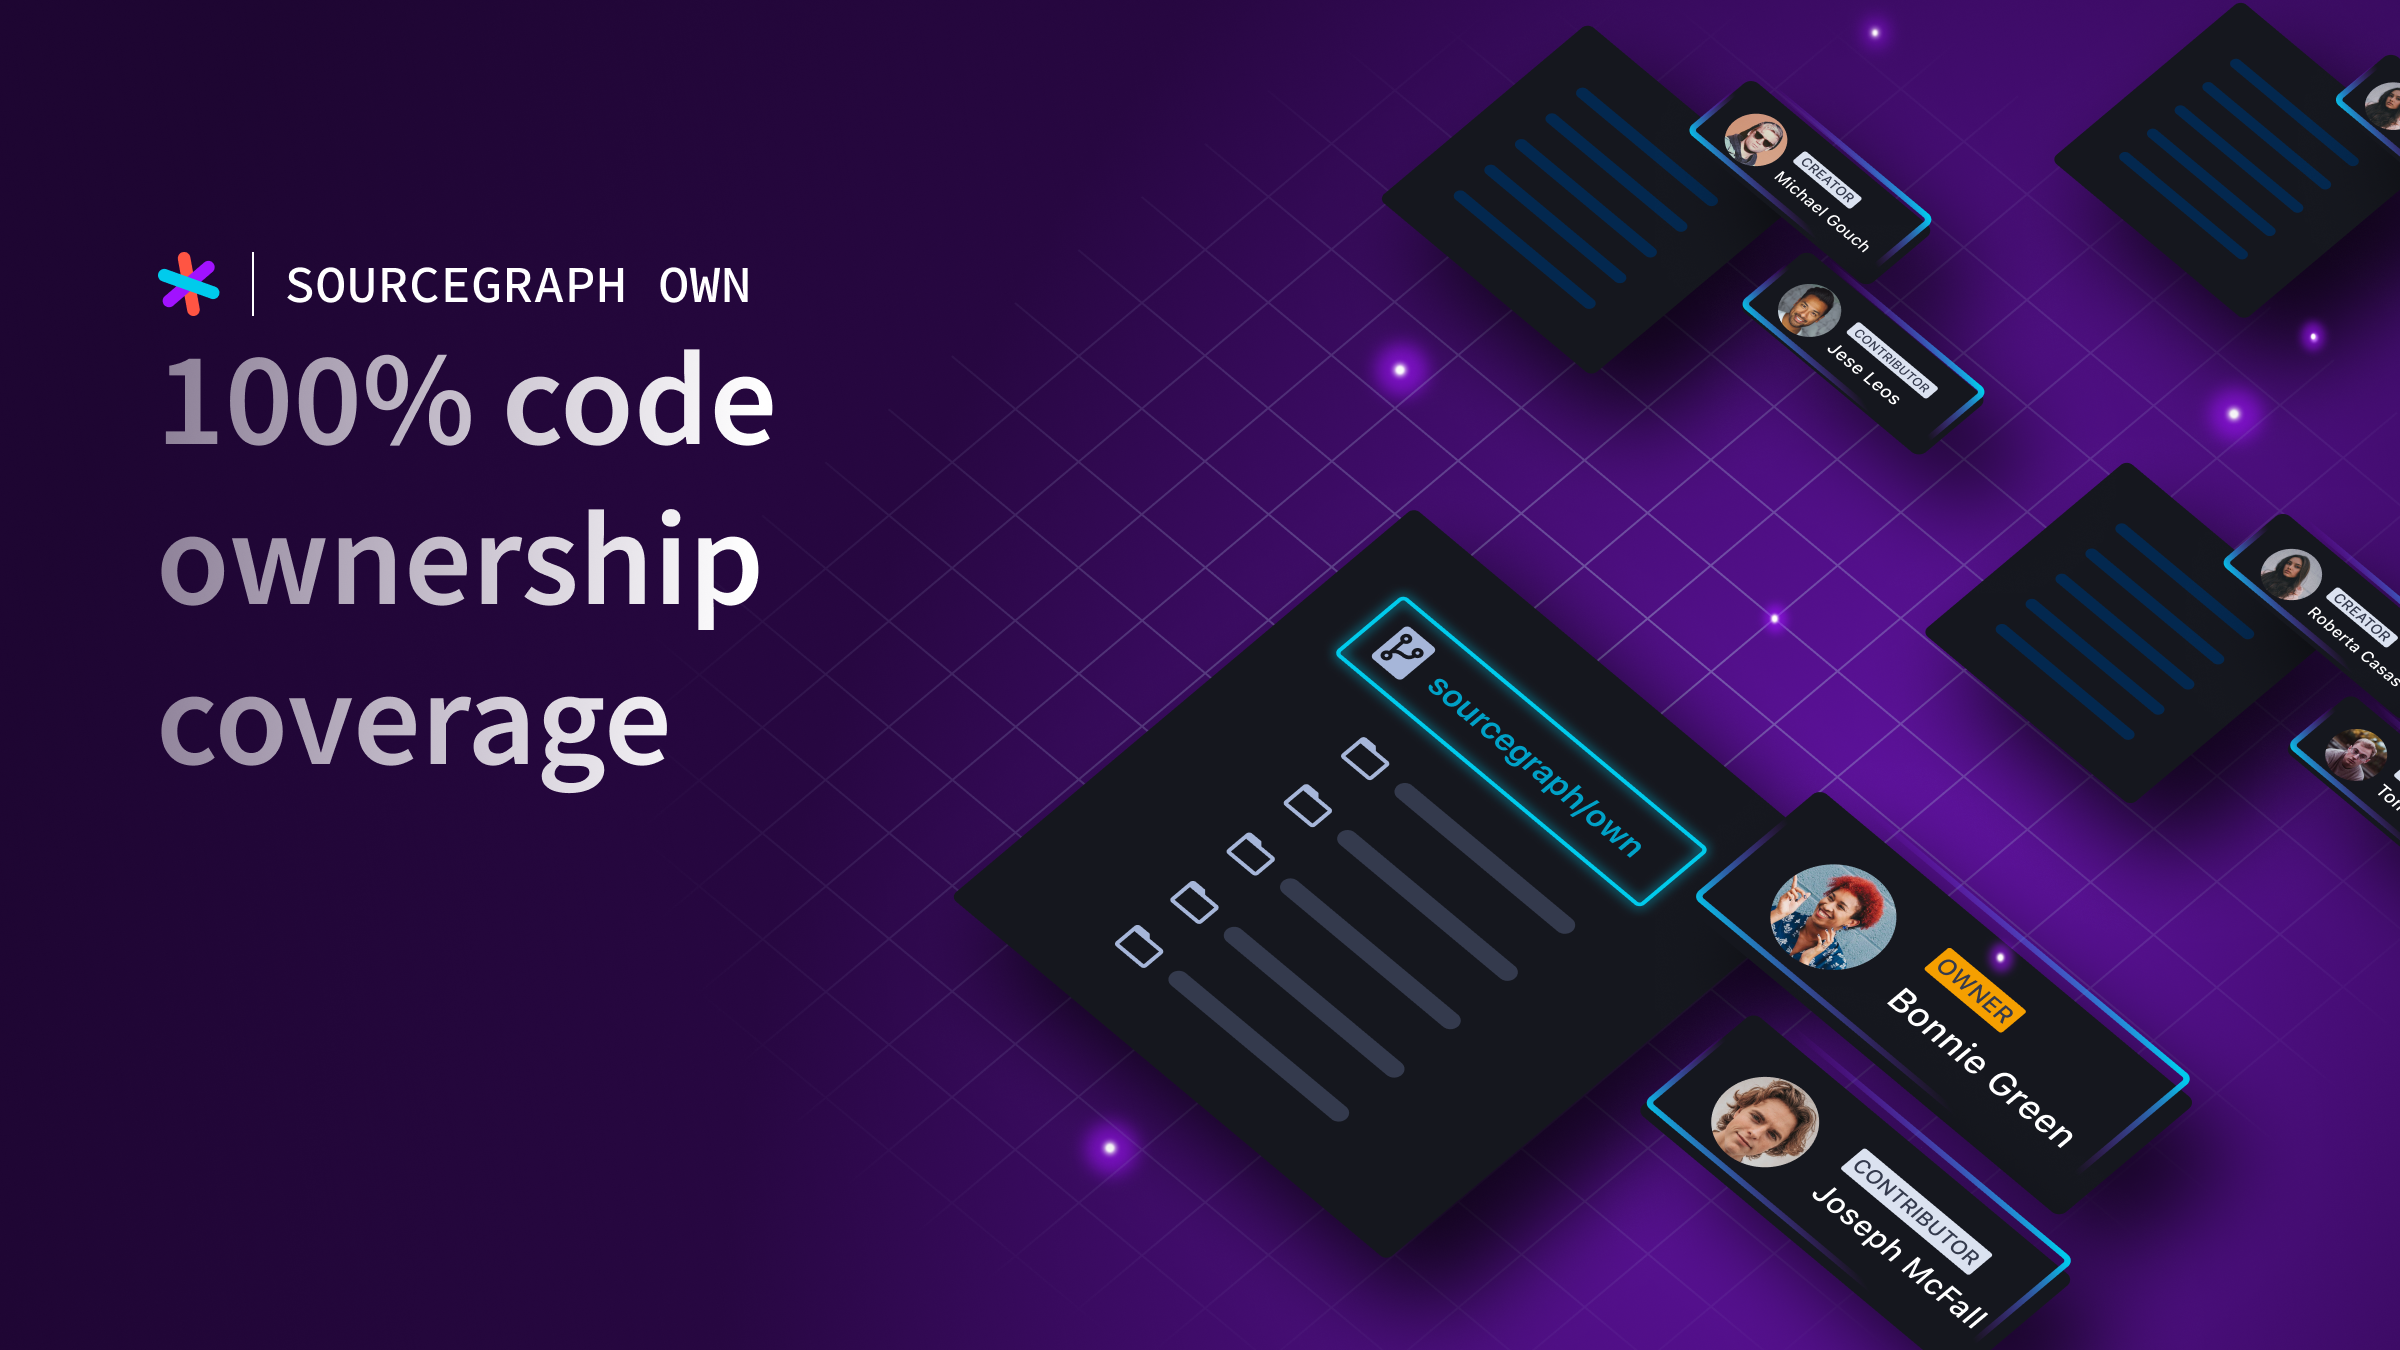 SOURCEGRAPH OWN
100% code
ownership
coverage
CREATOR
Michael Gouch
CONTRIBUTOR
Jese Leos
CREATOR
Roberta Casas
sourcegraph/own
OWNER
Bonnie Green
CONTRIBUTOR
Joseph McFall